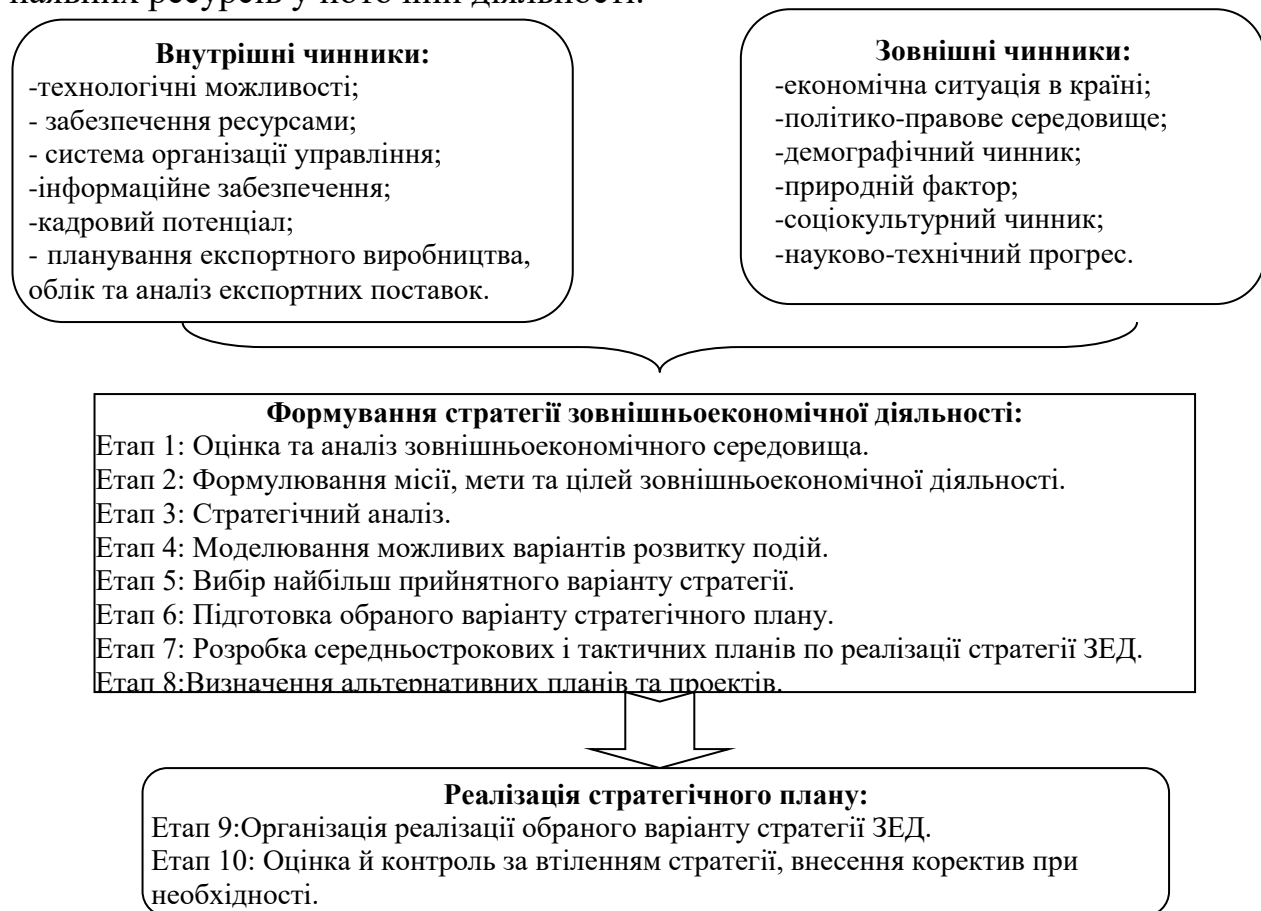 наявних ресурсів у поточній діяльності.
Внутрішні чинники:
-технологічні можливості;
- забезпечення ресурсами;
- система організації управління;
-інформаційне забезпечення;
-кадровий потенціал;
- планування експортного виробництва,
облік та аналіз експортних поставок.
Зовнішні чинники:
-економічна ситуація в країні;
-політико-правове середовище;
-демографічний чинник;
-природній фактор;
-соціокультурний чинник;
-науково-технічний прогрес.
Формування стратегії зовнішньоекономічної діяльності:
Етап 1: Оцінка та аналіз зовнішньоекономічного середовища.
Етап 2: Формулювання місії, мети та цілей зовнішньоекономічної діяльності.
Етап 3: Стратегічний аналіз.
Етап 4: Моделювання можливих варіантів розвитку подій.
Етап 5: Вибір найбільш прийнятного варіанту стратегії.
Етап 6: Підготовка обраного варіанту стратегічного плану.
Етап 7: Розробка середньострокових і тактичних планів по реалізації стратегії ЗЕД.
Етап 8:Визначення альтернативних планів та проектів.
Реалізація стратегічного плану:
Етап 9:Організація реалізації обраного варіанту стратегії ЗЕД.
Етап 10: Оцінка й контроль за втіленням стратегії, внесення коректив при
необхідності.